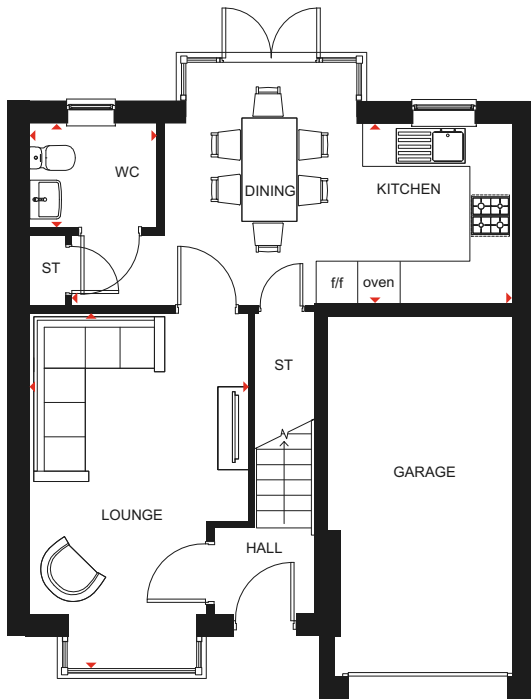 WC
DINING
KITCHEN
ST
f/f
oven
ST
GARAGE
LOUNGE
HALL